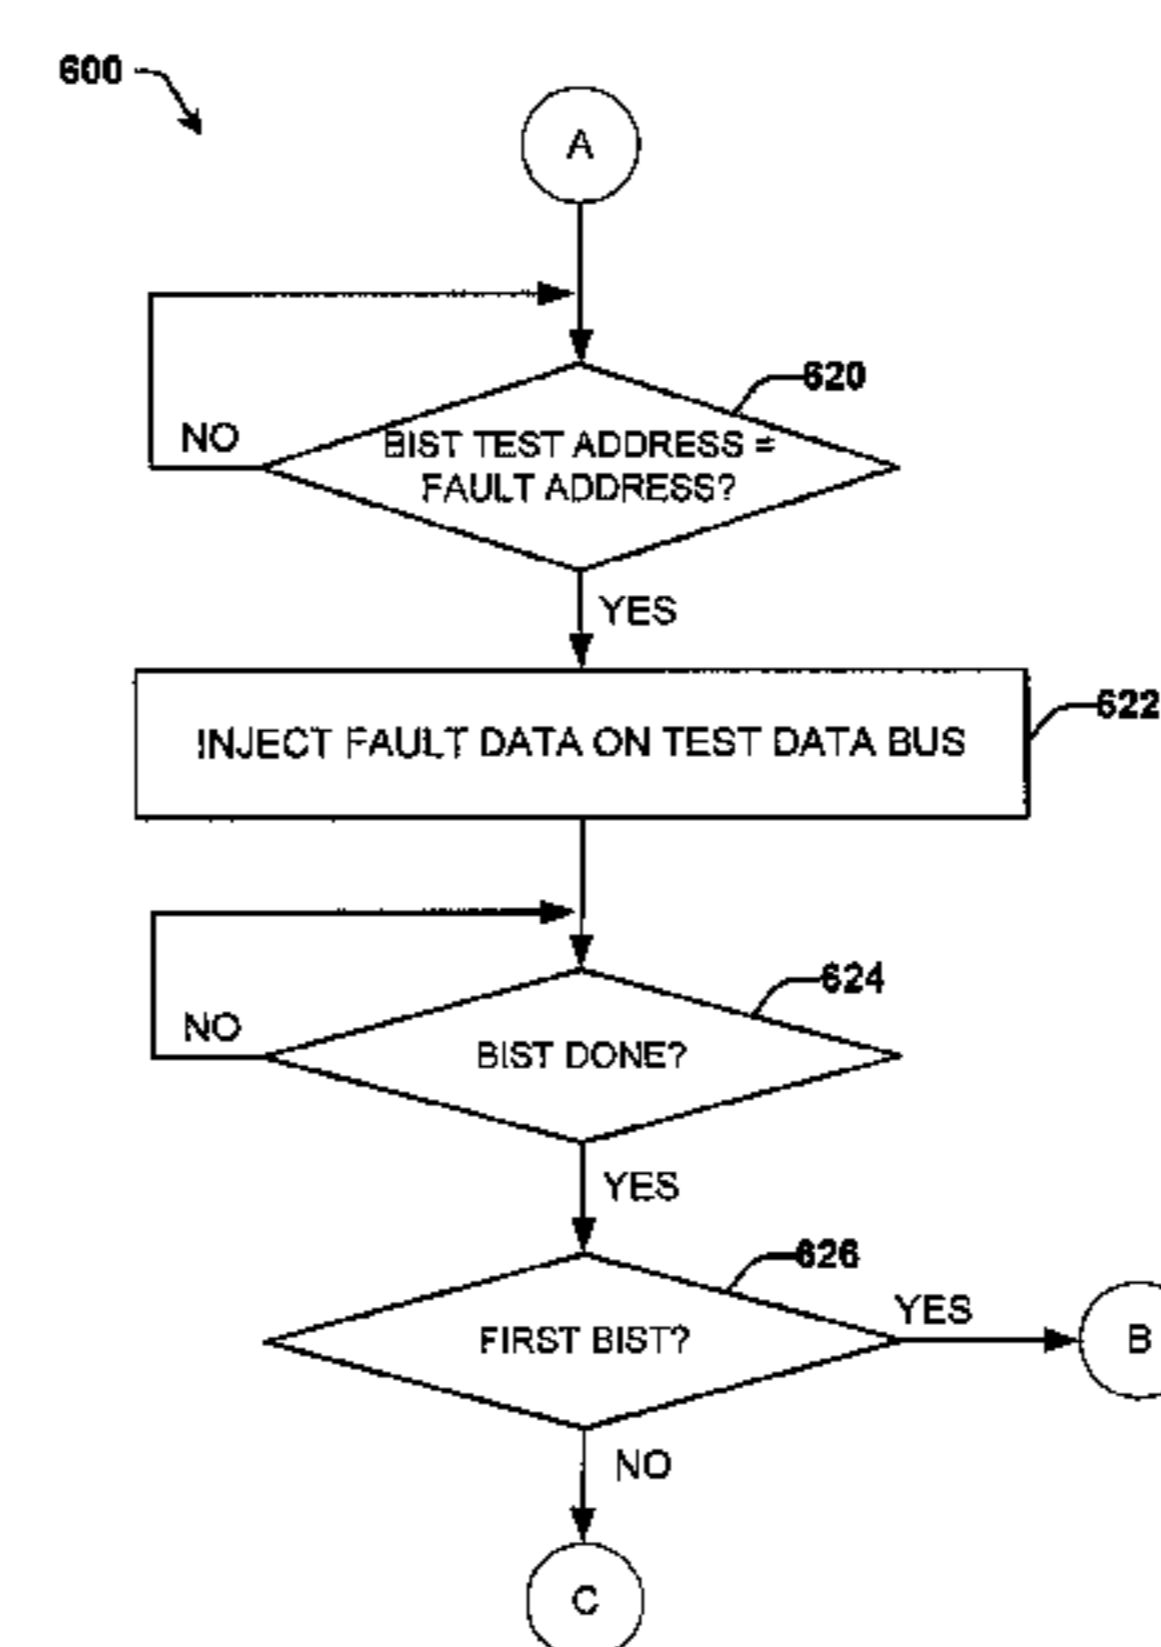 600
A
620
NO
BIST TEST ADDRESS =
FAULT ADDRESS?
YES
INJECT FAULT DATA ON TEST DATA BUS
622
624
NO
BIST DONE?
YES
626
FIRST BIST?
YES
B
NO
C